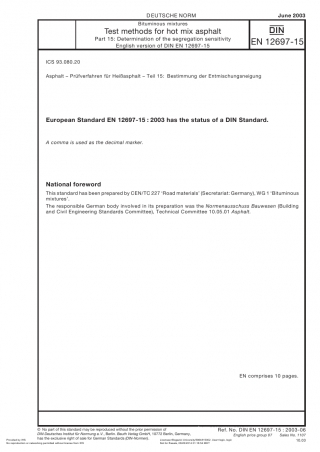 DEUTSCHE NORM
June 2003
Bituminous mixtures
Test methods for hot mix asphalt
Part 15: Determination of the segregation sensitivity
English version of DIN EN 12697-15
DIN
EN 12697-15
ICS 93.080.20
Asphalt – Prüfverfahren für Heißasphalt – Teil 15: Bestimmung der Entmischungsneigung
European Standard EN 12697-15 : 2003 has the status of a DIN Standard.
A comma is used as the decimal marker.
National foreword
This standard has been prepared by CEN/TC 227 ‘Road materials’ (Secretariat: Germany), WG 1 ‘Bituminous
mixtures’.
The responsible German body involved in its preparation was the Normenausschuss Bauwesen (Building
and Civil Engineering Standards Committee), Technical Committee 10.05.01 Asphalt.
EN comprises 10 pages.
© No part of this standard may be reproduced without the prior permission of
DIN Deutsches Institut für Normung e.V., Berlin. Beuth Verlag GmbH, 10772 Berlin, Germany,
has the exclusive right of sale for German Standards (DIN-Normen).
Ref. No. DIN EN 12697-15 : 2003-06
English price group 07 Sales No. 1107
10.03